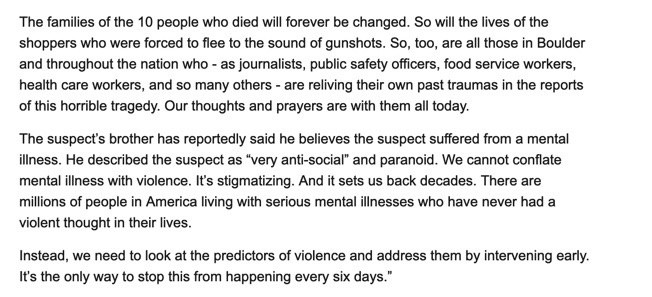 The families of the 10 people who died will forever be changed. So will the lives of the
shoppers who were forced to flee to the sound of gunshots. So, too, are all those in Boulder
and throughout the nation who - as journalists, public safety officers, food service workers,
health care workers, and so many others - are reliving their own past traumas in the reports
of this horrible tragedy. Our thoughts and prayers are with them all today.
The suspect’s brother has reportedly said he believes the suspect suffered from a mental
illness. He described the suspect as “very anti-social” and paranoid. We cannot conflate
mental illness with violence. It’s stigmatizing. And it sets us back decades. There are
millions of people in America living with serious mental illnesses who have never had a
violent thought in their lives.
Instead, we need to look at the predictors of violence and address them by intervening early.
It’s the only way to stop this from happening every six days.”